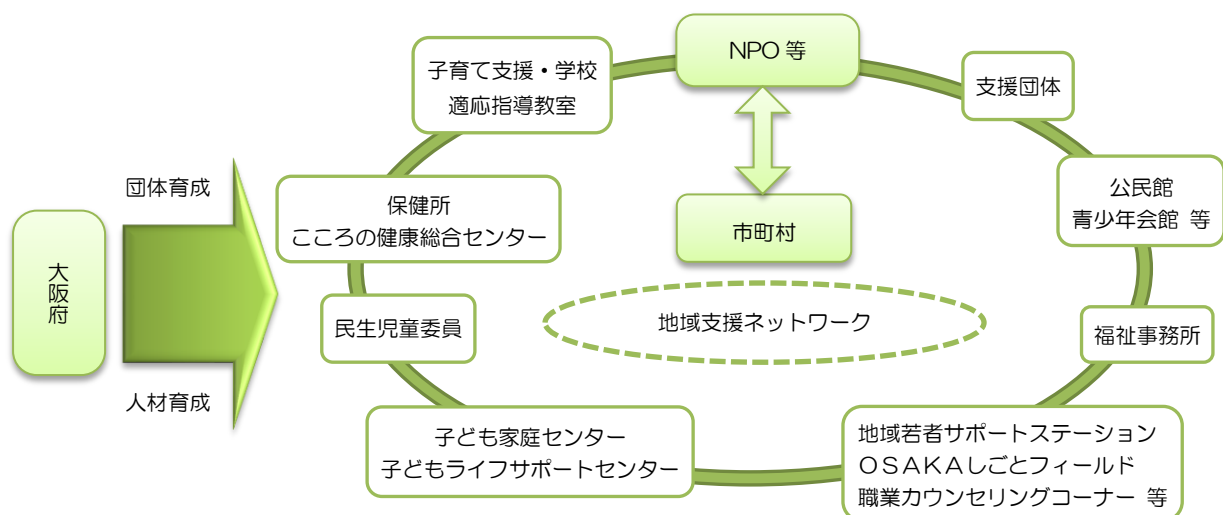 NPO 等
子育て支援・学校
適応指導教室
支援団体
団体育成
保健所
こころの健康総合センター
市町村
公民館
青少年会館 等
大阪府
民生児童委員
地域支援ネットワーク
福祉事務所
人材育成
子ども家庭センター
子どもライフサポートセンター
地域若者サポートステーション
OSAKAしごとフィールド
職業カウンセリングコーナー 等